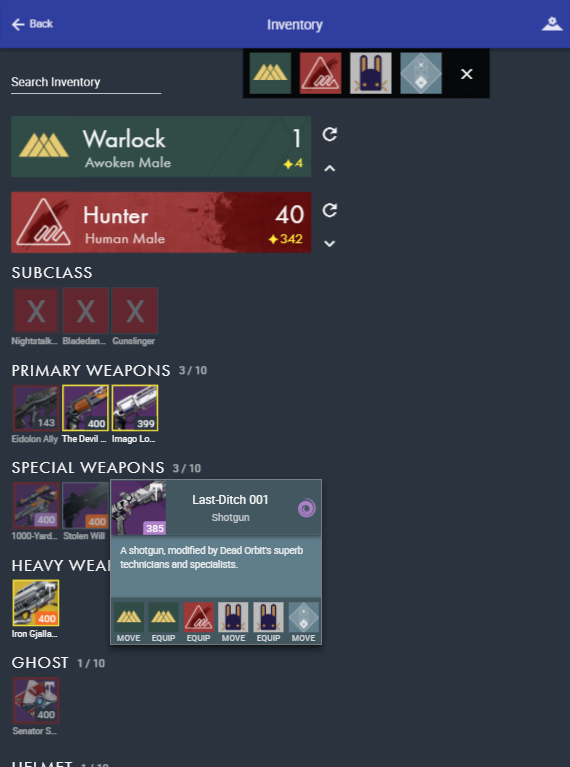 Back
Inventory
Search Inventory
Warlock 1
Awoken Male 4
Hunter 40
Human Male 342
SUBCLASS
X X X
Nightstalk... Bladedan... Gunslinger
PRIMARY WEAPONS 3 / 10
143 400 399
Eidolon Ally The Devil ... Imago Lo...
SPECIAL WEAPONS 3 / 10
400 400
1000-Yard... Stolen Will
Last-Ditch 001
Shotgun
385
A shotgun, modified by Dead Orbit's superb
technicians and specialists.
MOVE EQUIP EQUIP MOVE EQUIP MOVE
HEAVY WEA
400
Iron Gjalla...
GHOST 1 / 10
400
Senator S...